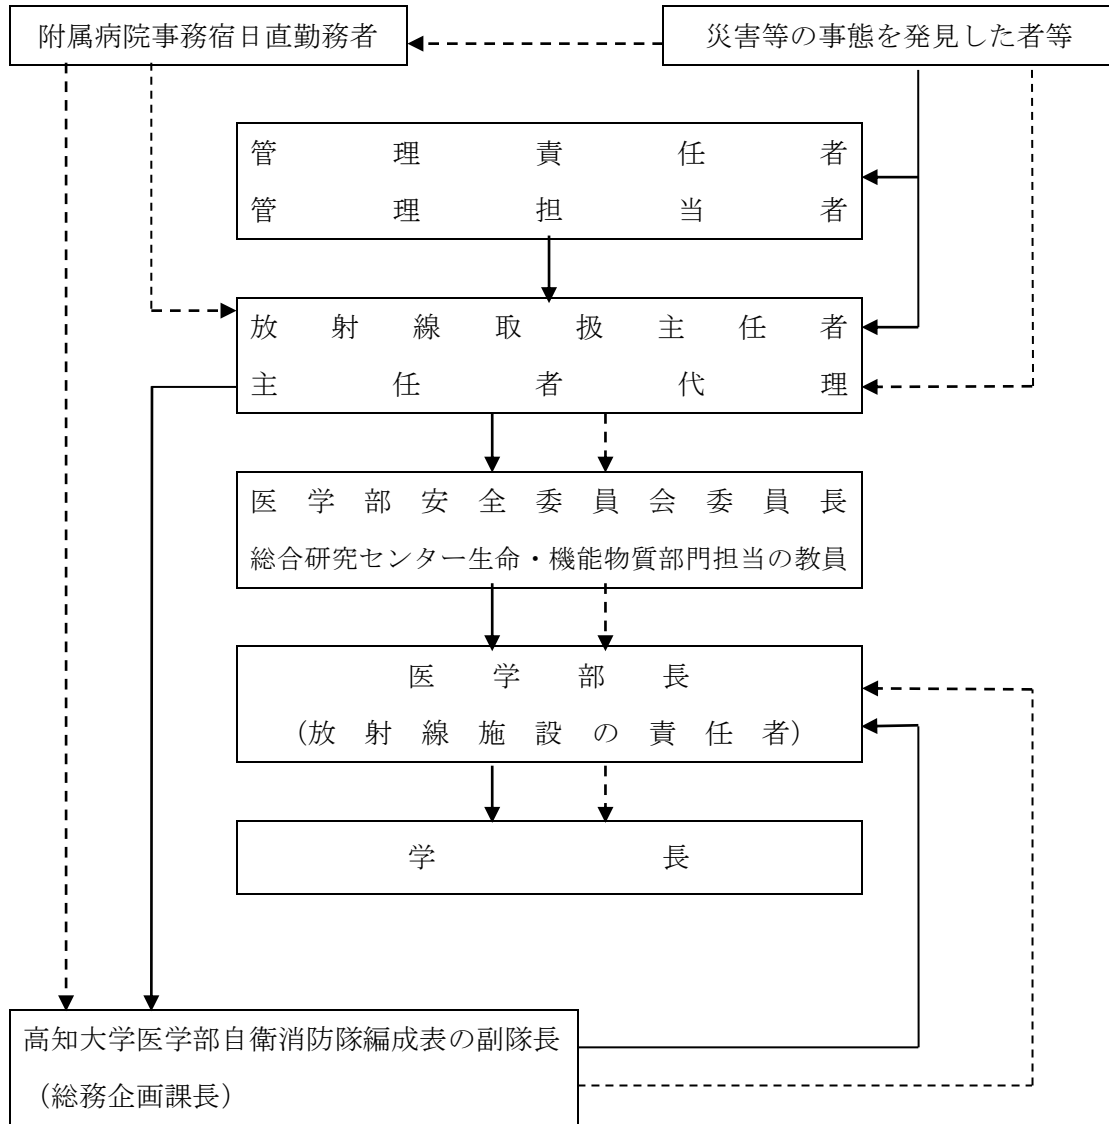 附属病院事務宿日直勤務者
災害等の事態を発見した者等
管理責任者
管理担当者
放射線取扱主任者
主任者代理
医学部安全委員会委員長
総合研究センター生命・機能物質部門担当の教員
医学部長
（放射線施設の責任者）
学長
高知大学医学部自衛消防隊編成表の副隊長
（総務企画課長）